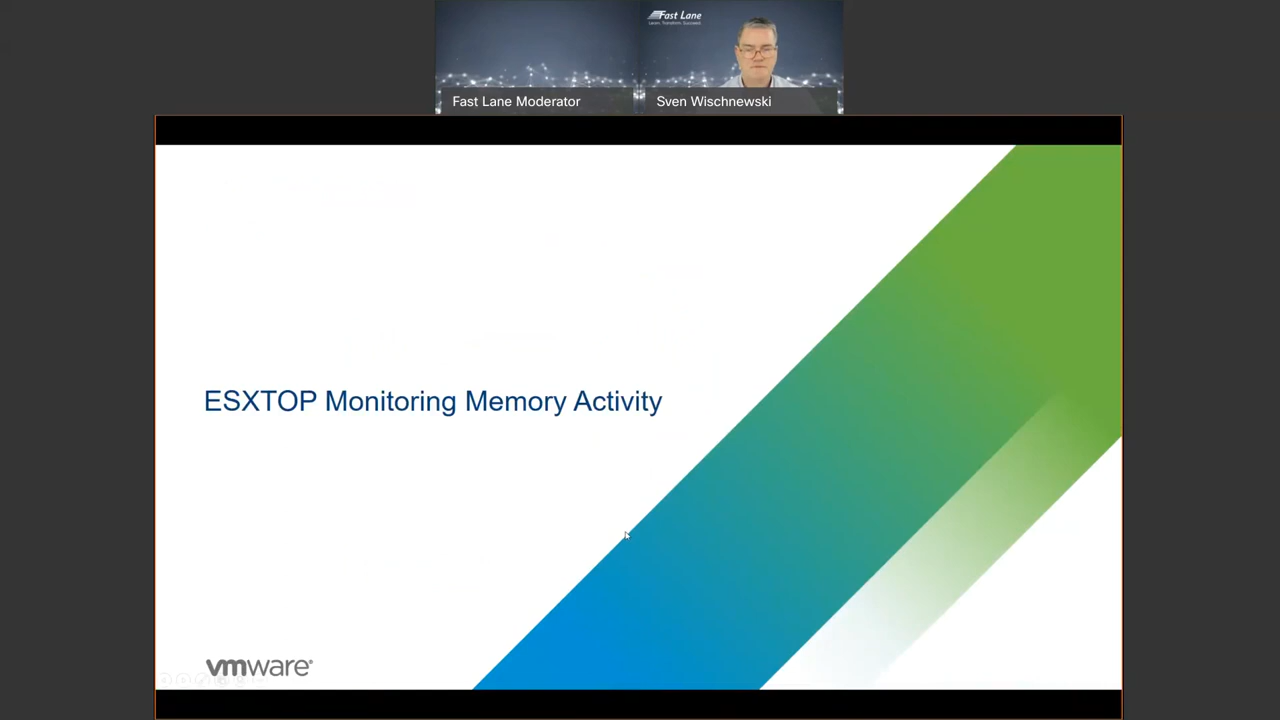 Fast Lane
Fast Lane Moderator
Sven Wischnewski
ESXTOP Monitoring Memory Activity
vmware®